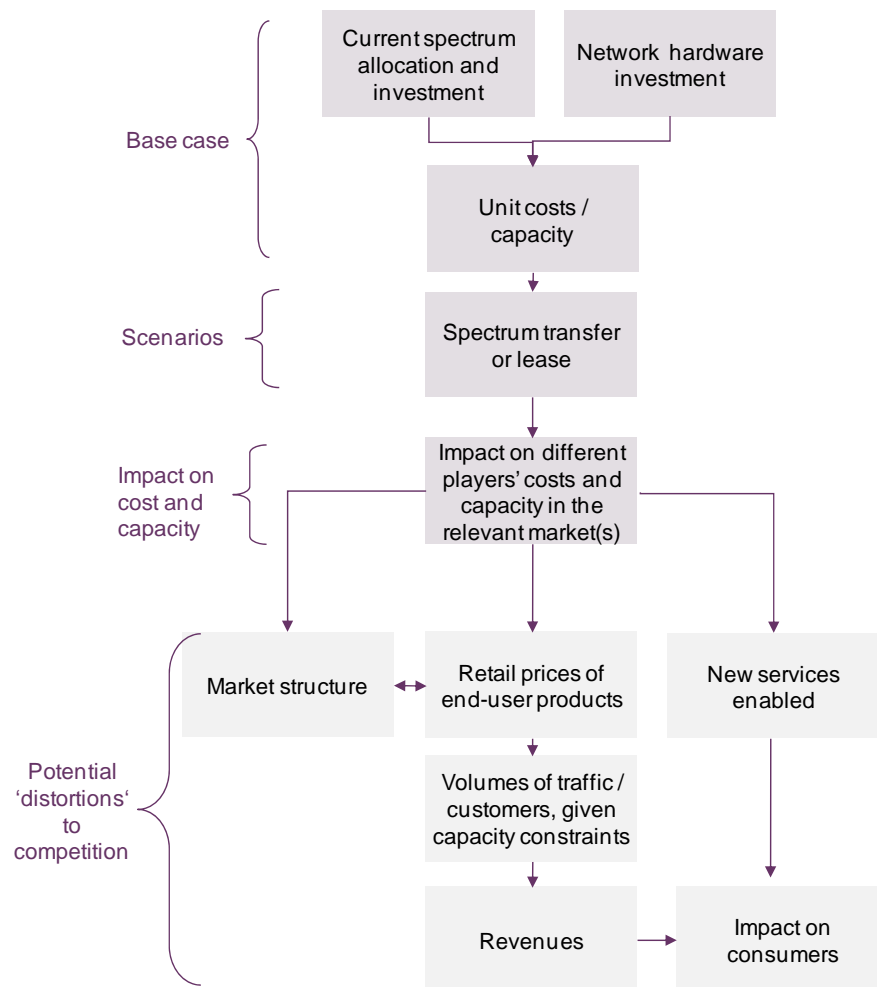 Current spectrum
allocation and
investment
Network hardware
investment
Base case
Unit costs /
capacity
Scenarios
Spectrum transfer
or lease
Impact on
cost and
capacity
Impact on different
players' costs and
capacity in the
relevant market(s)
Market structure
Retail prices of
end-user products
New services
enabled
Potential
‘distortions‘
to
competition
Volumes of traffic /
customers, given
capacity constraints
Revenues
Impact on
consumers